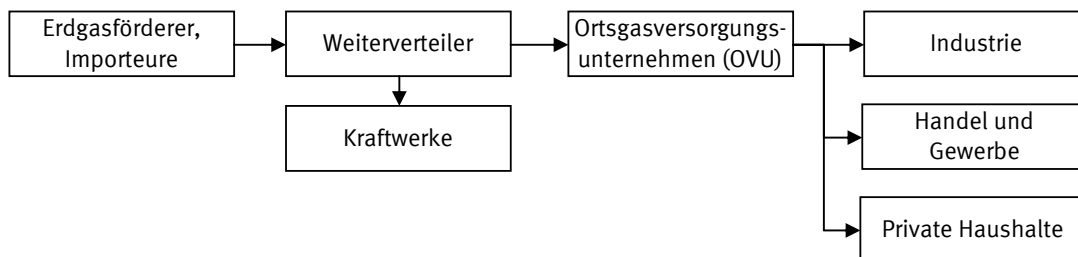 Erdgasförderer,
Importeure
Weiterverteiler
Ortsgasversorgungs-
unternehmen (OVU)
Industrie
Kraftwerke
Handel und
Gewerbe
Private Haushalte